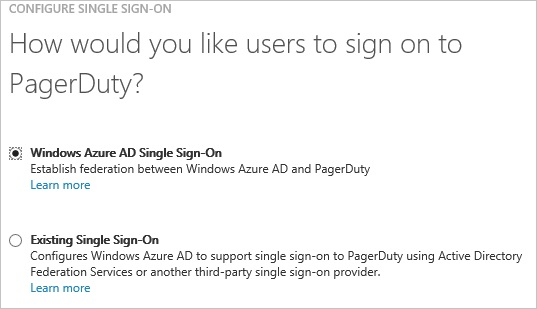 CONFIGURE SINGLE SIGN-ON
How would you like users to sign on to
PagerDuty?
Windows Azure AD Single Sign-On
Establish federation between Windows Azure AD and PagerDuty
Learn more
Existing Single Sign-On
Configures Windows Azure AD to support single sign-on to PagerDuty using Active Directory
Federation Services or another third-party single sign-on provider.
Learn more